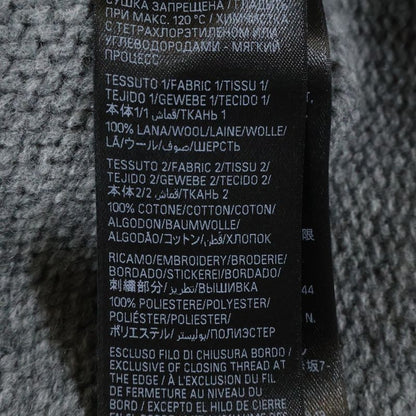 СУШКА ЗАПРЕЩЕНА / ГЛАДИТЬ
ПРИ МАКС. 120°C / ХИМЧИСТКА
С ТЕТРАХЛОРЭТИЛЕНОМ ИЛИ
УГЛЕВОДОРОДАМИ - МЯГКИЙ
ПРОЦЕСС
TESSUTO 1/FABRIC 1/TISSU 1/
TEJIDO 1/GEWEBE 1/TECIDO 1/
本体1/1 قماش/ТКАНЬ 1
100% LANA/WOOL/LAINE/WOLLE/
LÃ/ウール/صوف/ШЕРСТЬ
TESSUTO 2/FABRIC 2/TISSU 2/
TEJIDO 2/GEWEBE 2/TECIDO 2/
本体2/2 قماش/ТКАНЬ 2
100% COTONE/COTTON/COTON/
ALGODON/BAUMWOLLE/
ALGODÃO/コットン/قطن/ХЛОПОК
RICAMO/EMBROIDERY/BRODERIE/
BORDADO/STICKEREI/BORDADO/
刺繍部分/تطريز/ВЫШИВКА
100% POLIESTERE/POLYESTER/
POLIÉSTER/POLIESTER/
ポリエステル/بوليستر/ПОЛИЭСТЕР
ESCLUSO FILO DI CHIUSURA BORDO /
EXCLUSIVE OF CLOSING THREAD AT
THE EDGE / À L'EXCLUSION DU FIL
DE FERMETURE AU NIVEAU DU
BORD / EXCEPTO EL HILO DE CIERRE
限
44
坂7-